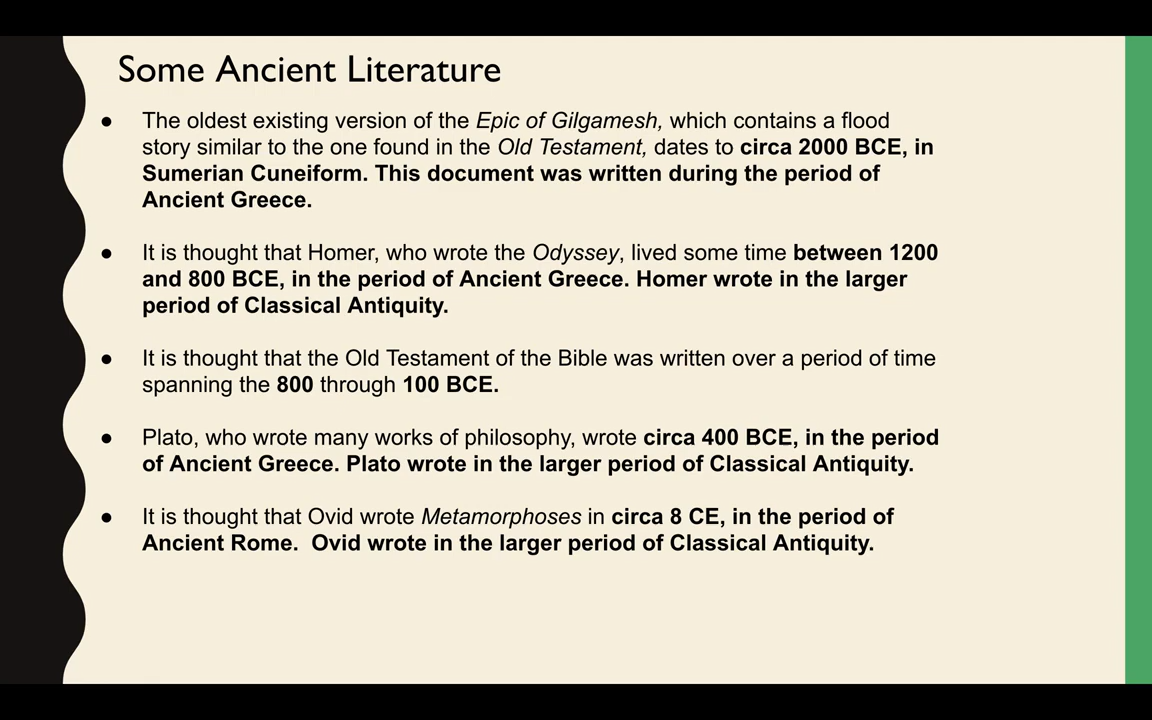 Some Ancient Literature
● The oldest existing version of the Epic of Gilgamesh, which contains a flood
story similar to the one found in the Old Testament, dates to circa 2000 BCE, in
Sumerian Cuneiform. This document was written during the period of
Ancient Greece.
● It is thought that Homer, who wrote the Odyssey, lived some time between 1200
and 800 BCE, in the period of Ancient Greece. Homer wrote in the larger
period of Classical Antiquity.
● It is thought that the Old Testament of the Bible was written over a period of time
spanning the 800 through 100 BCE.
● Plato, who wrote many works of philosophy, wrote circa 400 BCE, in the period
of Ancient Greece. Plato wrote in the larger period of Classical Antiquity.
● It is thought that Ovid wrote Metamorphoses in circa 8 CE, in the period of
Ancient Rome.  Ovid wrote in the larger period of Classical Antiquity.